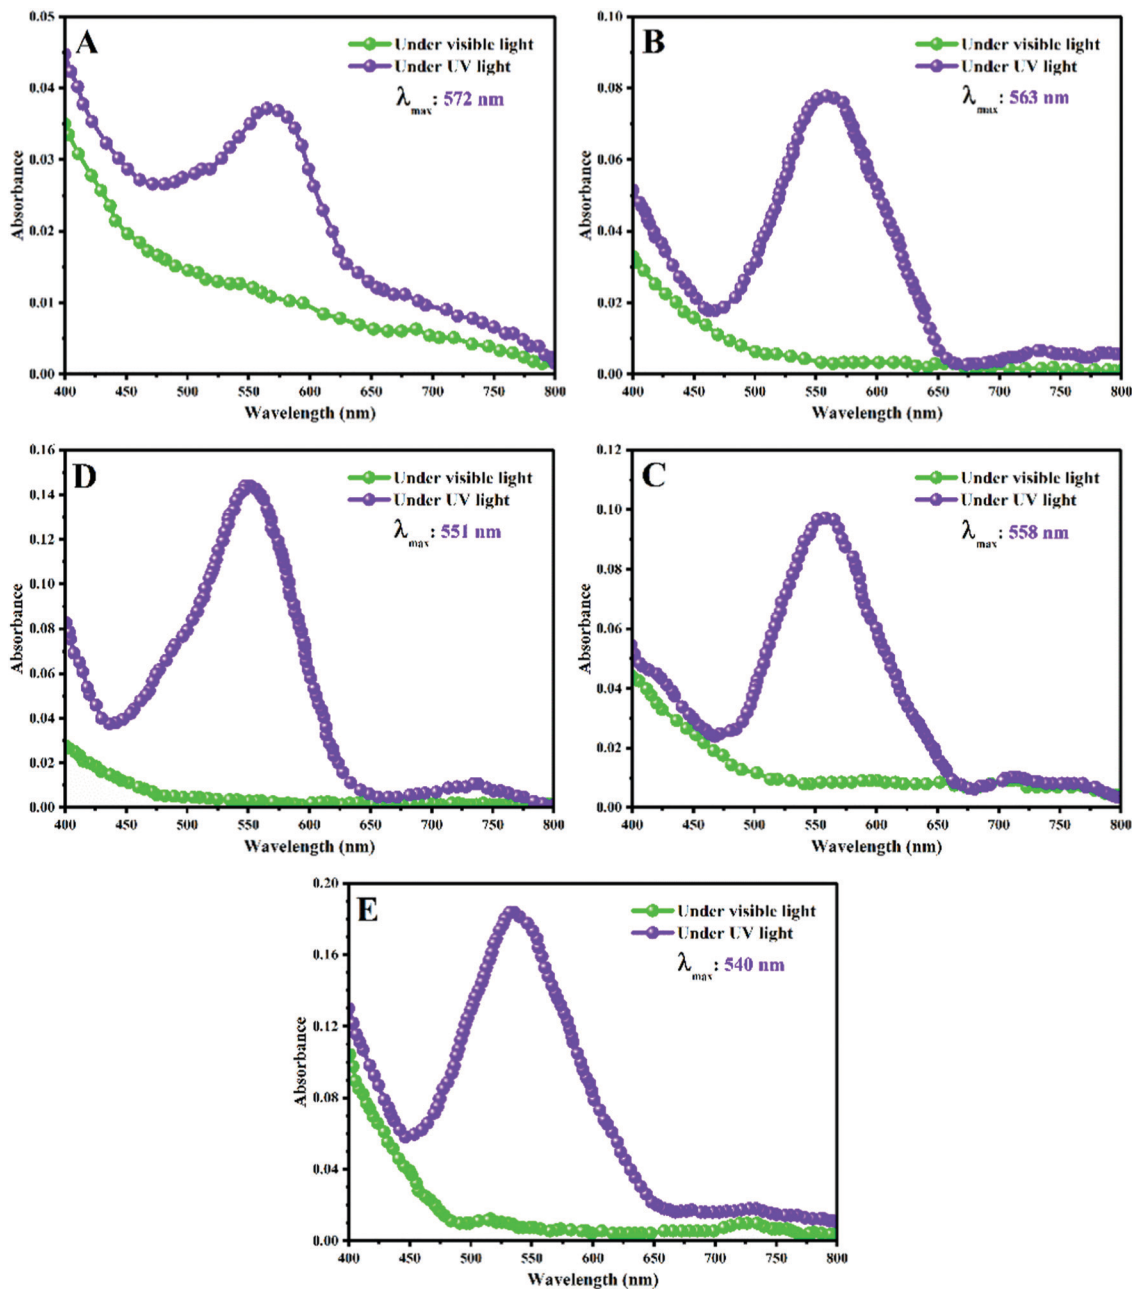 A
Under visible light
Under UV light
λmax: 572 nm
0.05
0.04
0.03
0.02
0.01
0.00
Absorbance
400 450 500 550 600 650 700 750 800
Wavelength (nm)
B
Under visible light
Under UV light
λmax: 563 nm
0.10
0.08
0.06
0.04
0.02
0.00
Absorbance
400 450 500 550 600 650 700 750 800
Wavelength (nm)
D
Under visible light
Under UV light
λmax: 551 nm
0.16
0.14
0.12
0.10
0.08
0.06
0.04
0.02
0.00
Absorbance
400 450 500 550 600 650 700 750 800
Wavelength (nm)
C
Under visible light
Under UV light
λmax: 558 nm
0.12
0.10
0.08
0.06
0.04
0.02
0.00
Absorbance
400 450 500 550 600 650 700 750 800
Wavelength (nm)
E
Under visible light
Under UV light
λmax: 540 nm
0.20
0.16
0.12
0.08
0.04
0.00
Absorbance
400 450 500 550 600 650 700 750 800
Wavelength (nm)